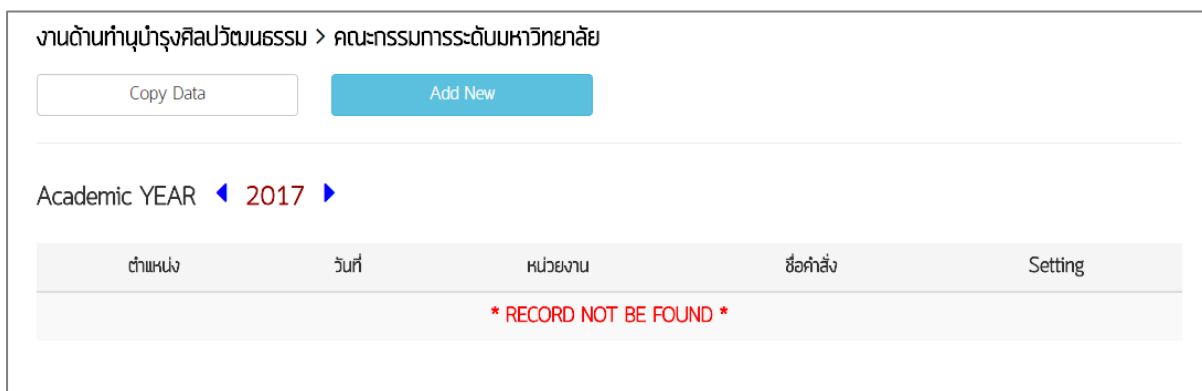 งานด้านทำนุบำรุงศิลปวัฒนธรรม > คณะกรรมการระดับมหาวิทยาลัย
Copy Data Add New
Academic YEAR 2017
ตำแหน่ง วันที่ หน่วยงาน ชื่อคำสั่ง Setting
* RECORD NOT BE FOUND *